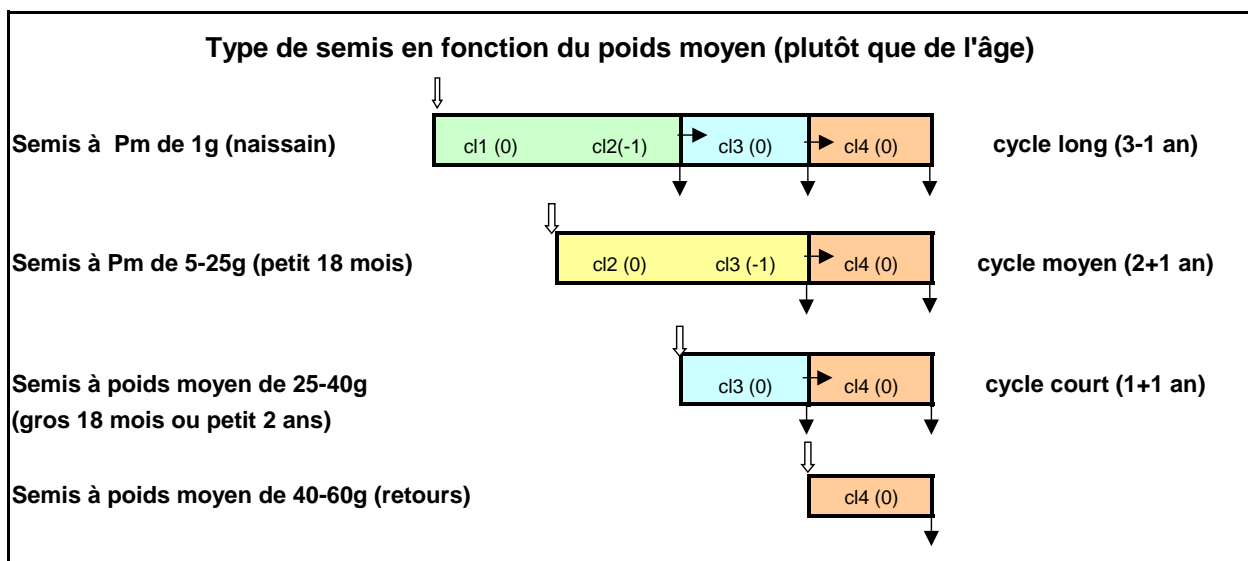 Type de semis en fonction du poids moyen (plutôt que de l'âge)
Semis à Pm de 1g (naissain) cl1 (0) cl2(-1) cl3 (0) cl4 (0) cycle long (3-1 an)
Semis à Pm de 5-25g (petit 18 mois) cl2 (0) cl3 (-1) cl4 (0) cycle moyen (2+1 an)
Semis à poids moyen de 25-40g cl3 (0) cl4 (0) cycle court (1+1 an)
(gros 18 mois ou petit 2 ans)
Semis à poids moyen de 40-60g (retours) cl4 (0)